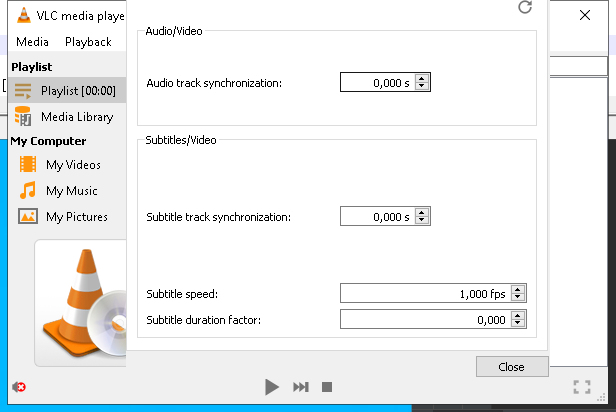 VLC media playe
Media Playback
Playlist
Playlist [00:00]
Media Library
My Computer
My Videos
My Music
My Pictures
Audio/Video
Audio track synchronization: 0,000 s
Subtitles/Video
Subtitle track synchronization: 0,000 s
Subtitle speed: 1,000 fps
Subtitle duration factor: 0,000
Close